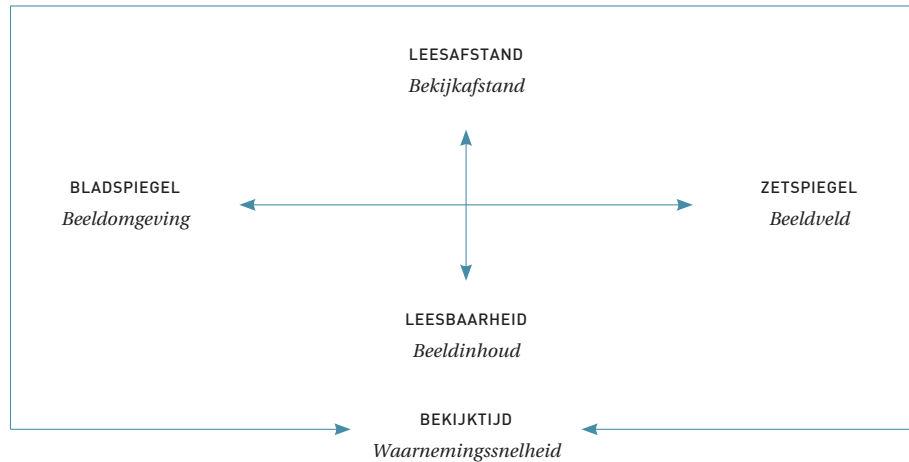 LEESAFSTAND
Bekijkafstand
BLADSPIEGEL
Beeldomgeving
ZETSPIEGEL
Beeldveld
LEESBAARHEID
Beeldinhoud
BEKIJKTIJD
Waarnemingssnelheid